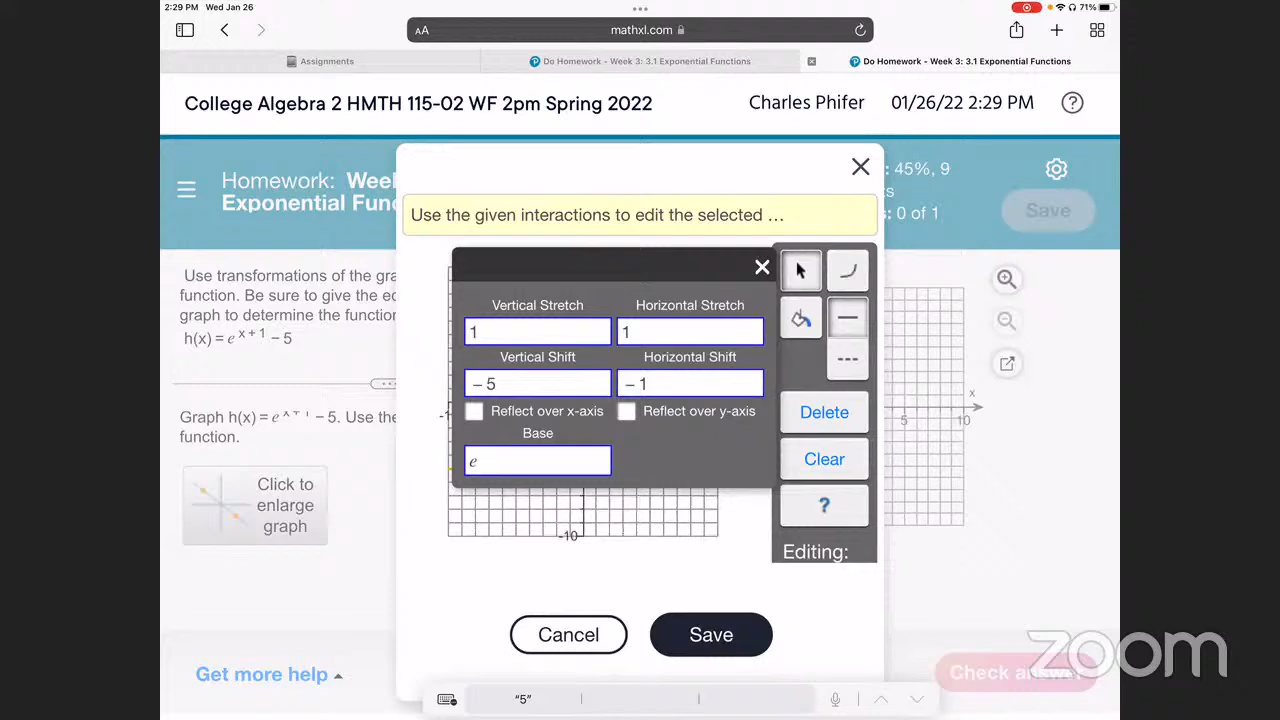 2:29 PM Wed Jan 26
71%
AA
mathxl.com
Assignments
Do Homework - Week 3: 3.1 Exponential Functions
Do Homework - Week 3: 3.1 Exponential Functions
College Algebra 2 HMTH 115-02 WF 2pm Spring 2022
Charles Phifer
01/26/22 2:29 PM
?
Homework:
Exponential
: 45%, 9
: 0 of 1
Save
Use the given interactions to edit the selected ...
Use transformations of the gra
function. Be sure to give the
graph to determine the function
h(x) = e^{x+1} − 5
Graph h(x) = − 5. Use the
function.
Click to
enlarge
graph
Vertical Stretch
Horizontal Stretch
1
1
Vertical Shift
Horizontal Shift
− 5
− 1
Reflect over x-axis
Reflect over y-axis
Base
e
-10
Delete
Clear
?
Editing:
x
5
10
Cancel
Save
Get more help
Check answer
"5"
zoom